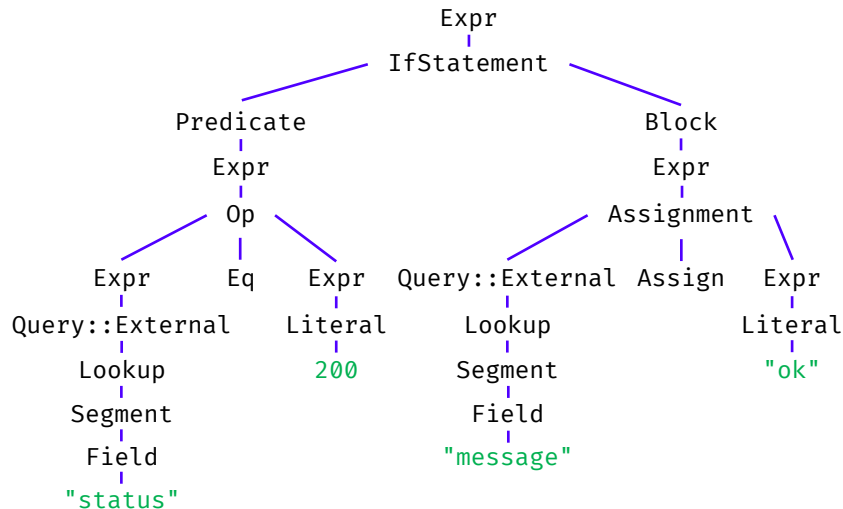 Expr
IfStatement
Predicate Block
Expr Expr
Op Assignment
Expr Eq Expr Query::External Assign Expr
Query::External Literal Lookup Literal
Lookup 200 Segment "ok"
Segment Field
Field "message"
"status"